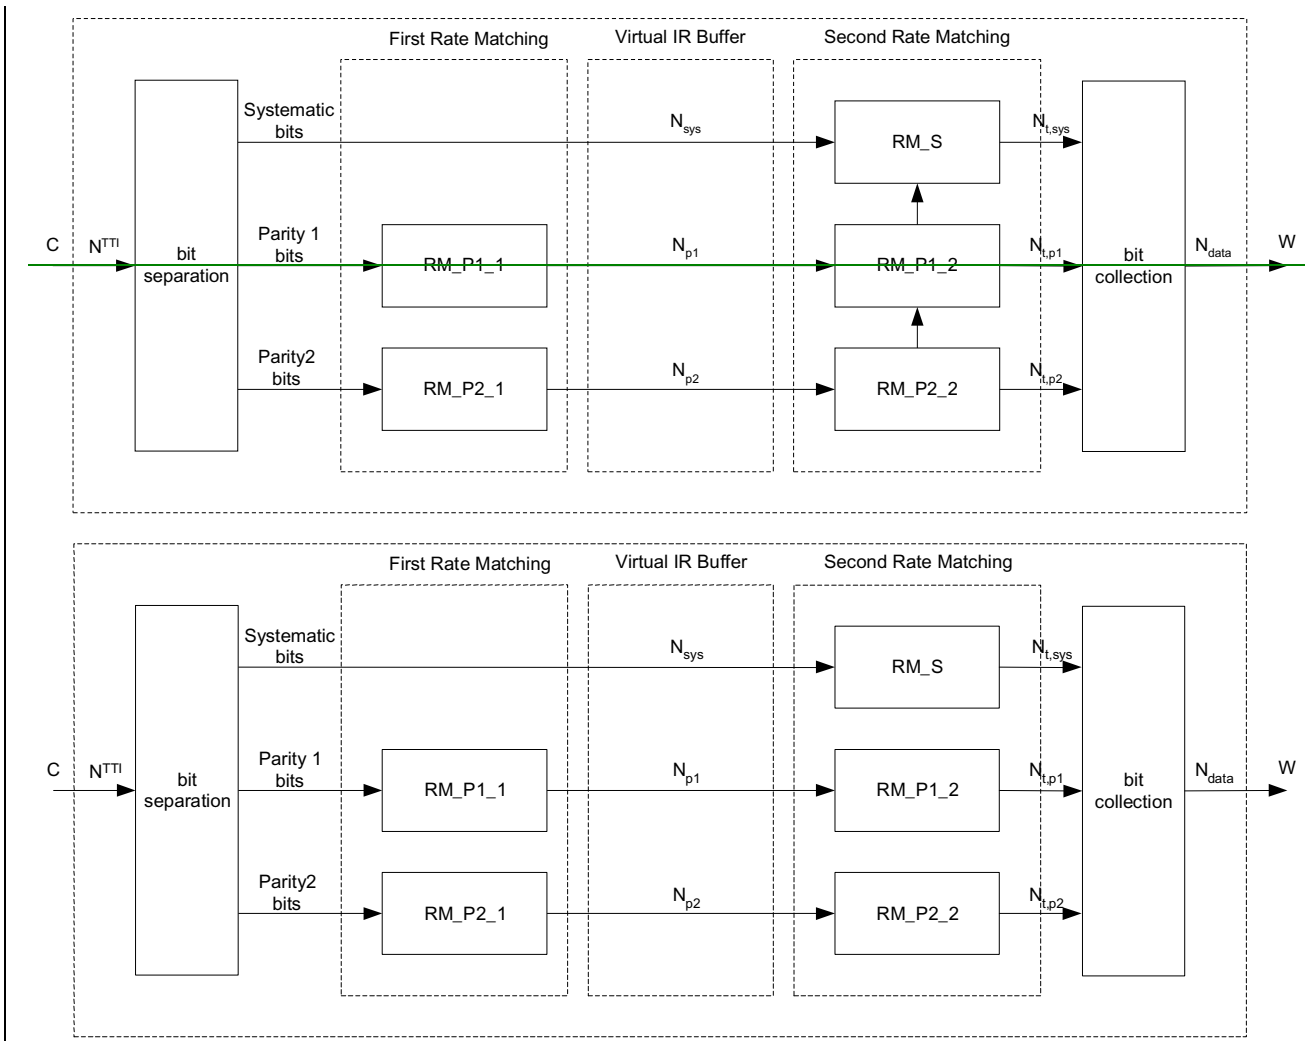 First Rate Matching Virtual IR Buffer Second Rate Matching
Systematic
bits
N_sys
RM_S
N_t,sys
C N^TTI
bit
separation
Parity 1
bits
RM_P1_1
N_p1
RM_P1_2
N_t,p1
bit
collection
N_data
W
Parity2
bits
RM_P2_1
N_p2
RM_P2_2
N_t,p2
First Rate Matching Virtual IR Buffer Second Rate Matching
Systematic
bits
N_sys
RM_S
N_t,sys
C N^TTI
bit
separation
Parity 1
bits
RM_P1_1
N_p1
RM_P1_2
N_t,p1
bit
collection
N_data
W
Parity2
bits
RM_P2_1
N_p2
RM_P2_2
N_t,p2